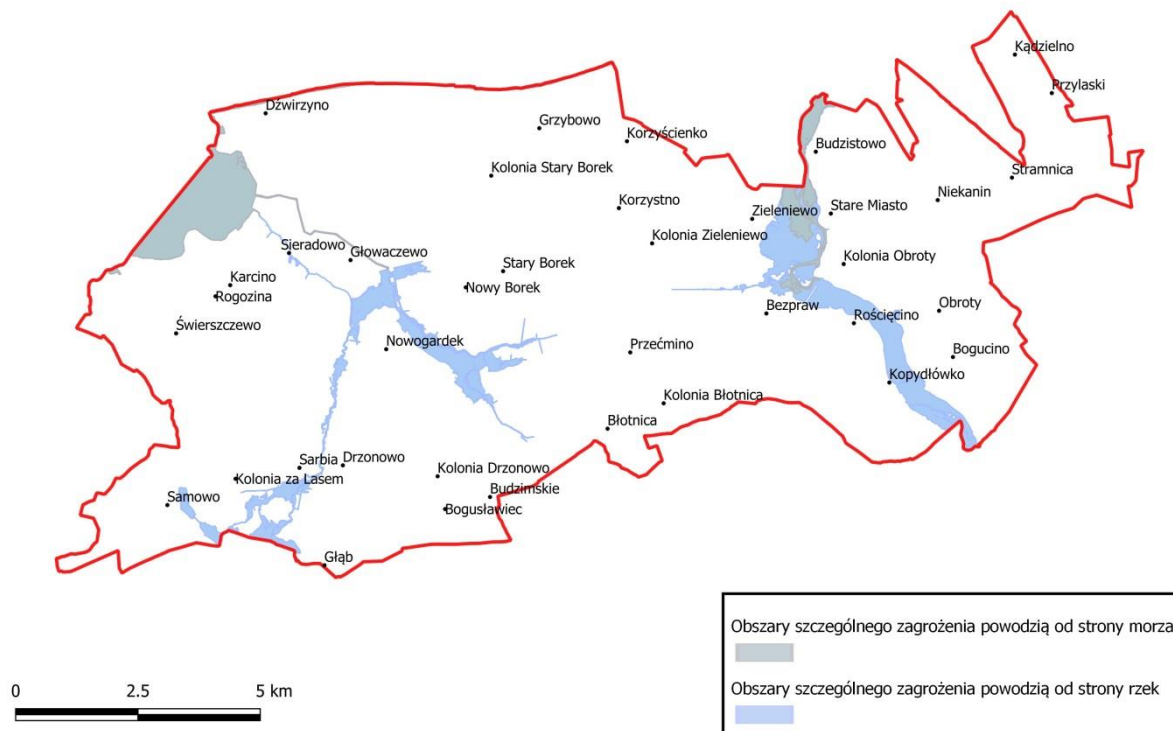 Kądzielno
Przylaski
Dźwirzyno
Grzybowo
Korzyścienko
Budzistowo
Kolonia Stary Borek
Stramnica
Niekanin
Korzystno
Zieleniewo
Stare Miasto
Kolonia Zieleniewo
Sieradowo
Głowaczewo
Kolonia Obroty
Stary Borek
Karcino
Nowy Borek
Rogozina
Bezpraw
Rościęcino
Obroty
Świerszczewo
Nowogardek
Przećmino
Bogucino
Kopydłówko
Kolonia Błotnica
Błotnica
Sarbia
Drzonowo
Kolonia Drzonowo
Kolonia za Lasem
Budzimskie
Samowo
Bogusławiec
Głąb
Obszary szczególnego zagrożenia powodzią od strony morza
Obszary szczególnego zagrożenia powodzią od strony rzek
0 2.5 5 km